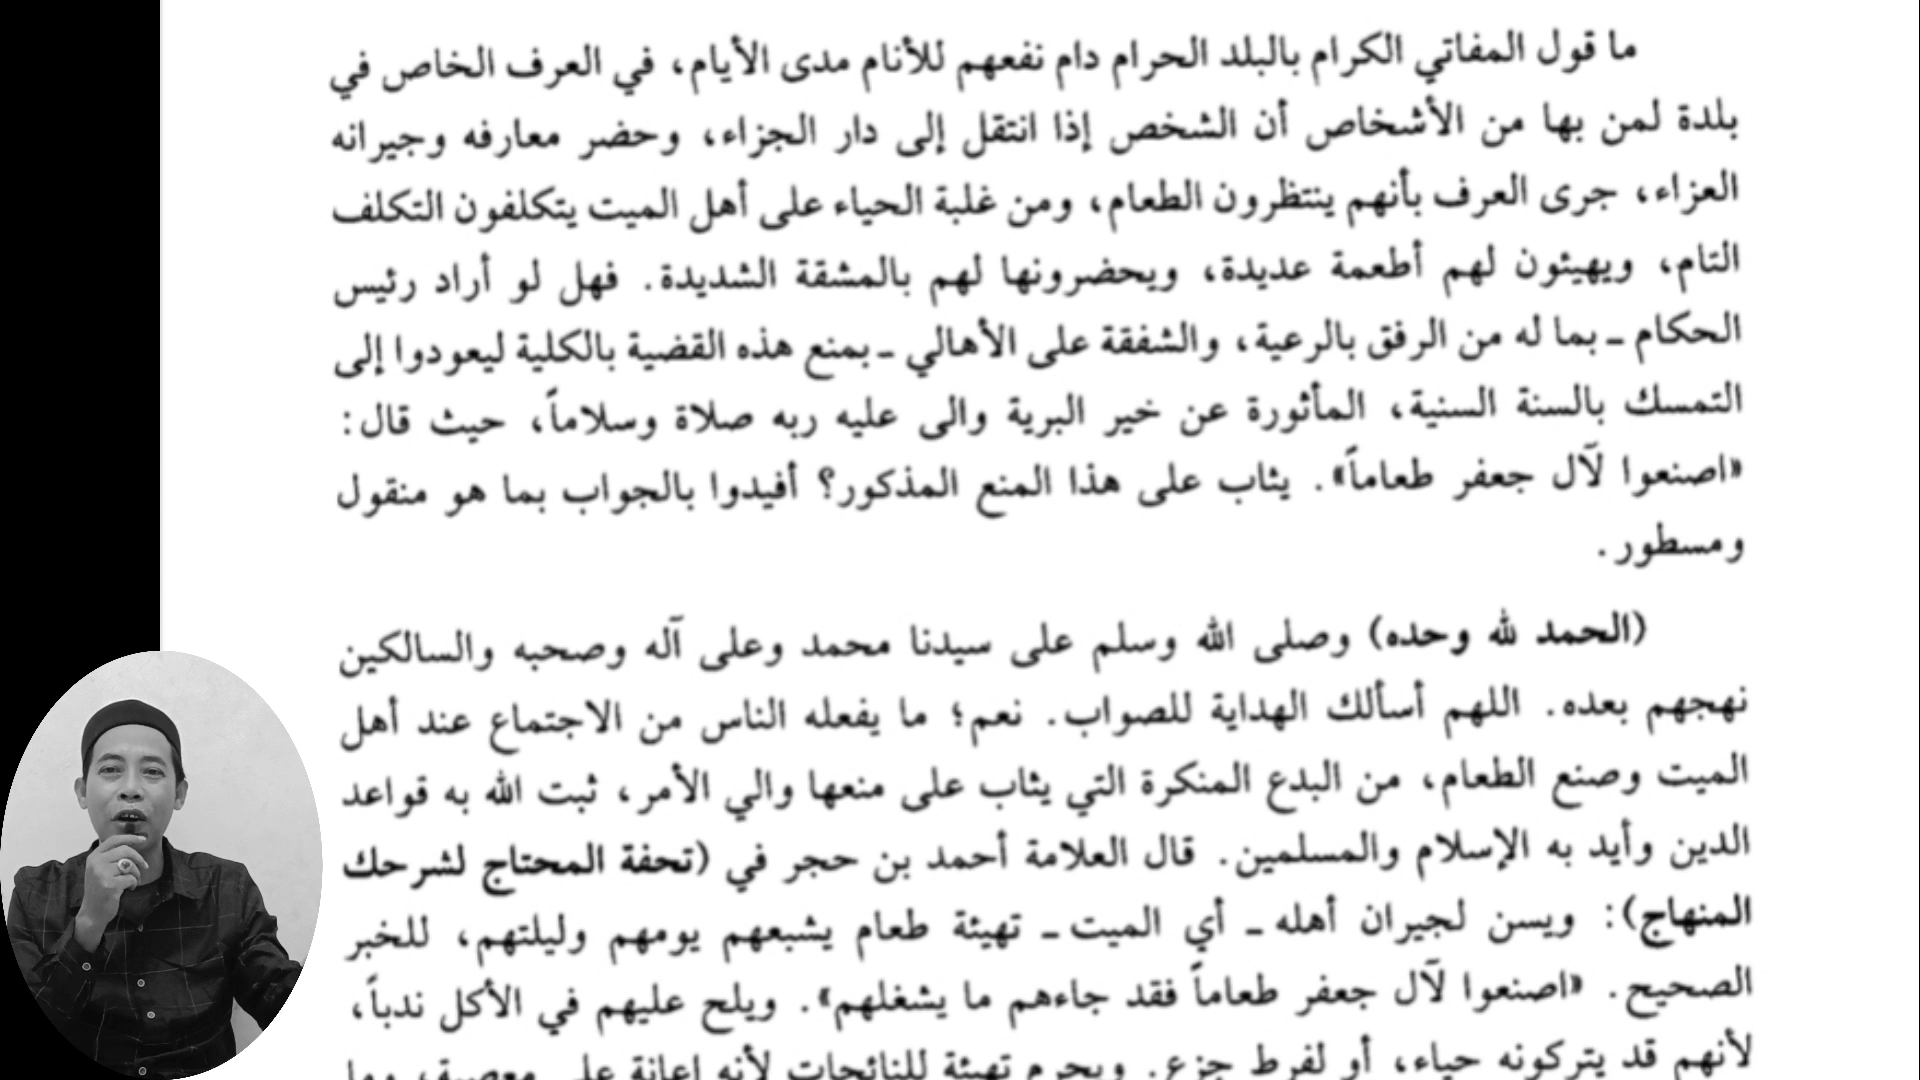 ما قول المفاتي الكرام بالبلد الحرام دام نفعهم للأنام مدى الأيام، في العرف الخاص في
بلدة لمن بها من الأشخاص أن الشخص إذا انتقل إلى دار الجزاء، وحضر معارفه وجيرانه
العزاء، جرى العرف بأنهم ينتظرون الطعام، ومن غلبة الحياء على أهل الميت يتكلفون التكلف
التام، ويهيئون لهم أطعمة عديدة، ويحضرونها لهم بالمشقة الشديدة. فهل لو أراد رئيس
الحكام ـ بما له من الرفق بالرعية، والشفقة على الأهالي ـ بمنع هذه القضية بالكلية ليعودوا إلى
التمسك بالسنة السنية، المأثورة عن خير البرية والى عليه ربه صلاة وسلاماً، حيث قال:
«اصنعوا لآل جعفر طعاماً». يثاب على هذا المنع المذكور؟ أفيدوا بالجواب بما هو منقول
ومسطور.
(الحمد لله وحده) وصلى الله وسلم على سيدنا محمد وعلى آله وصحبه والسالكين
نهجهم بعده. اللهم أسألك الهداية للصواب. نعم؛ ما يفعله الناس من الاجتماع عند أهل
الميت وصنع الطعام، من البدع المنكرة التي يثاب على منعها والي الأمر، ثبت الله به قواعد
الدين وأيد به الإسلام والمسلمين. قال العلامة أحمد بن حجر في (تحفة المحتاج لشرحك
المنهاج): ويسن لجيران أهله ـ أي الميت ـ تهيئة طعام يشبعهم يومهم وليلتهم، للخبر
الصحيح. «اصنعوا لآل جعفر طعاماً فقد جاءهم ما يشغلهم». ويلح عليهم في الأكل ندباً،
لأنهم قد يتركونه حياء، أو لفرط جزع. ويحرم تهيئة للنائحات لأنه إعانة على معصية، وما